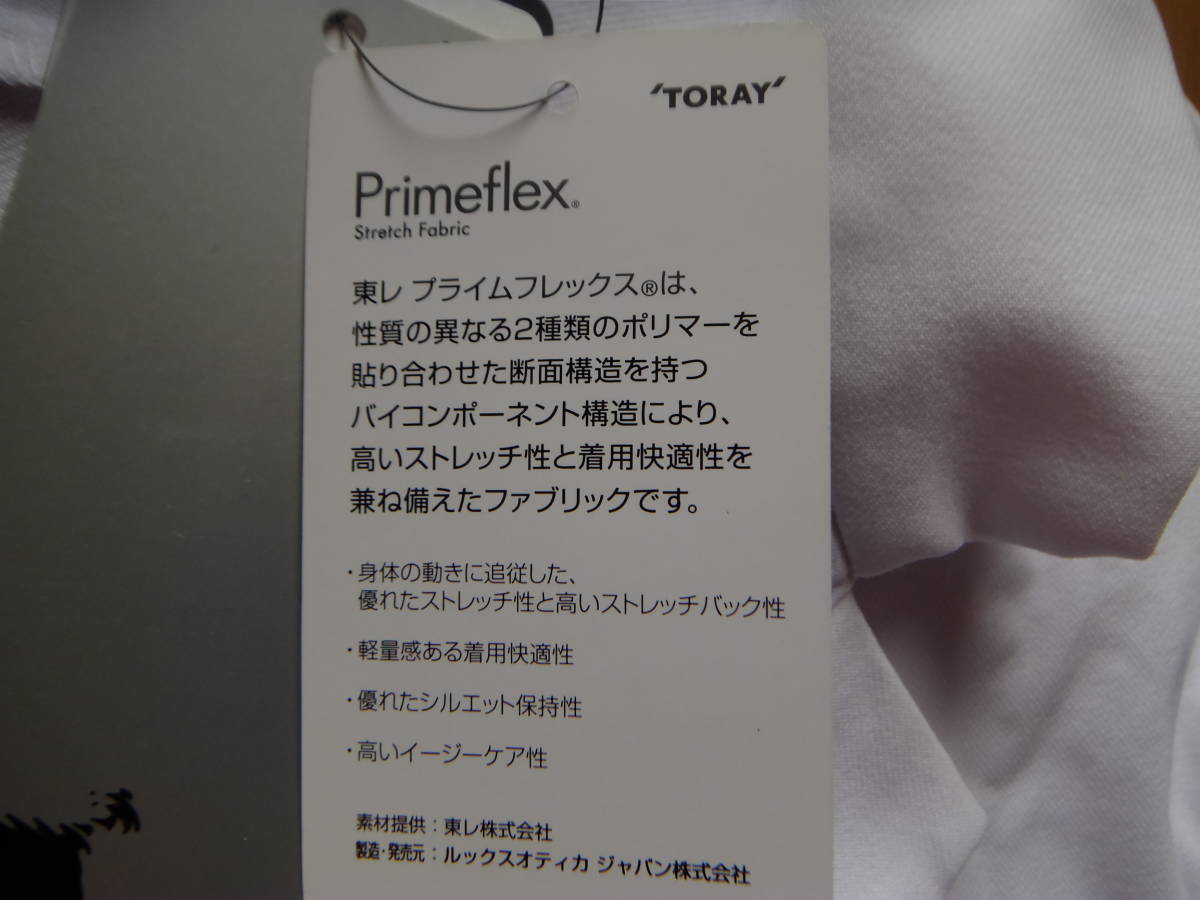 'TORAY'
Primeflex®
Stretch Fabric
東レ プライムフレックス®は、
性質の異なる2種類のポリマーを
貼り合わせた断面構造を持つ
バイコンポーネント構造により、
高いストレッチ性と着用快適性を
兼ね備えたファブリックです。
・身体の動きに追従した、
優れたストレッチ性と高いストレッチバック性
・軽量感ある着用快適性
・優れたシルエット保持性
・高いイージーケア性
素材提供：東レ株式会社
製造・発売元：ルックスオティカ ジャパン株式会社